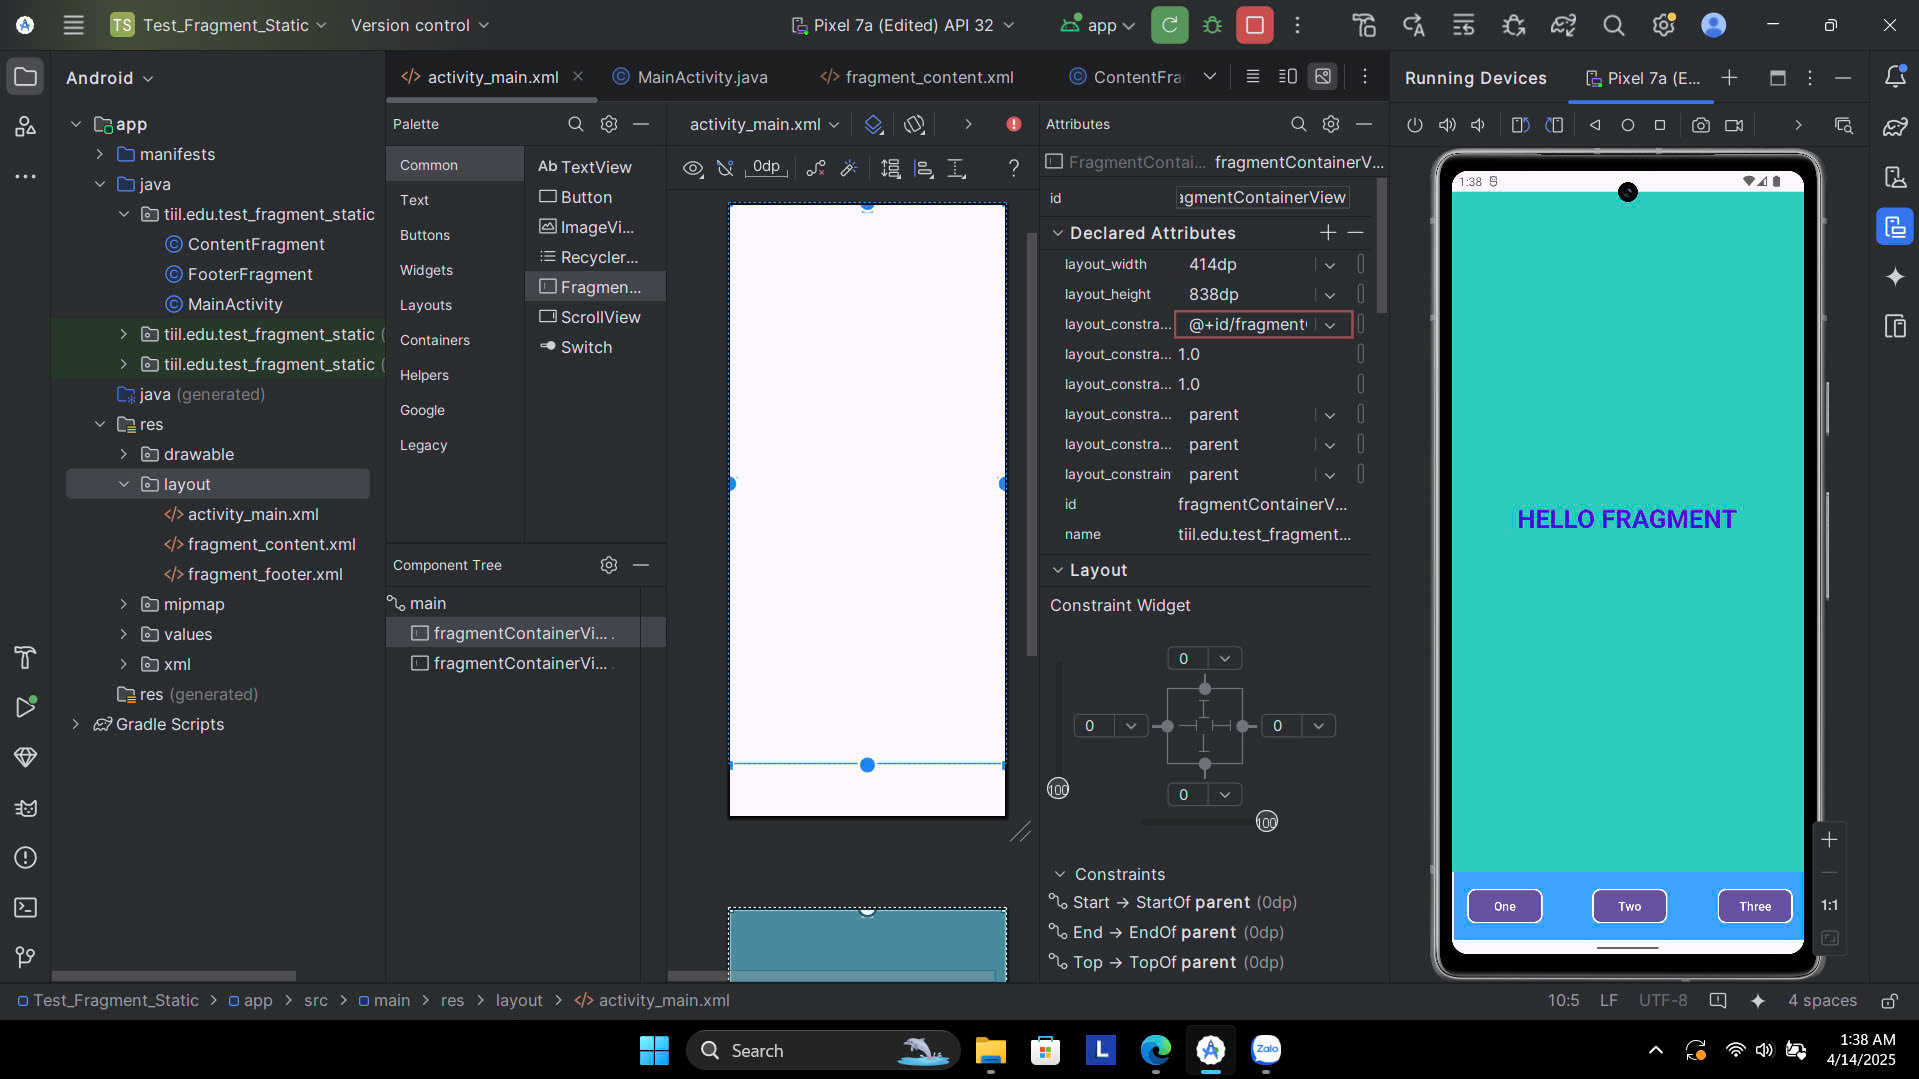 TS Test_Fragment_Static
Version control
Pixel 7a (Edited) API 32
app
Android
activity_main.xml
MainActivity.java
fragment_content.xml
ContentFra
Running Devices
Pixel 7a (E...
app
manifests
java
tiil.edu.test_fragment_static
ContentFragment
FooterFragment
MainActivity
tiil.edu.test_fragment_static (
tiil.edu.test_fragment_static (
java (generated)
res
drawable
layout
activity_main.xml
fragment_content.xml
fragment_footer.xml
mipmap
values
xml
res (generated)
Gradle Scripts
Palette
Common
Text
Buttons
Widgets
Layouts
Containers
Helpers
Google
Legacy
Ab TextView
Button
ImageVi...
Recycler...
Fragmen...
ScrollView
Switch
Component Tree
main
fragmentContainerVi...
fragmentContainerVi...
activity_main.xml
0dp
?
Attributes
FragmentContai... fragmentContainerV...
id agmentContainerView
Declared Attributes
layout_width 414dp
layout_height 838dp
layout_constra... @+id/fragment
layout_constra... 1.0
layout_constra... 1.0
layout_constra... parent
layout_constra... parent
layout_constrain parent
id fragmentContainerV...
name tiil.edu.test_fragment...
Layout
Constraint Widget
0
0
0
0
100
100
Constraints
Start → StartOf parent (0dp)
End → EndOf parent (0dp)
Top → TopOf parent (0dp)
1:38
HELLO FRAGMENT
One Two Three
1:1
Test_Fragment_Static > app > src > main > res > layout > activity_main.xml
10:5 LF UTF-8 4 spaces
Search
L
Zalo
1:38 AM
4/14/2025